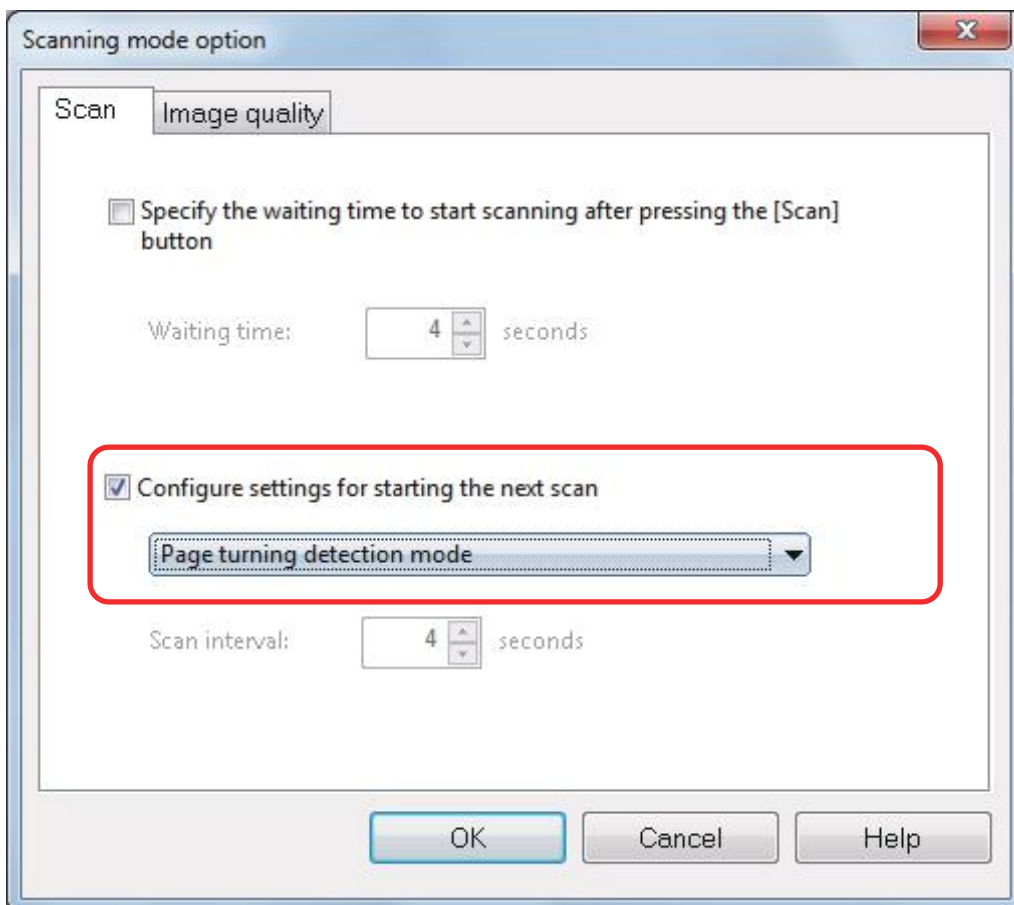 Scanning mode option
Scan
Image quality
Specify the waiting time to start scanning after pressing the [Scan]
button
Waiting time: 4 seconds
Configure settings for starting the next scan
Page turning detection mode
Scan interval: 4 seconds
OK Cancel Help